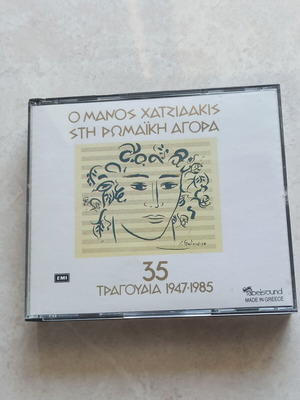 Ο ΜΑΝΟΣ ΧΑΤΖΙΔΑΚΙΣ
ΣΤΗ ΡΩΜΑΪΚΗ ΑΓΟΡΑ
35
ΤΡΑΓΟΥΔΙΑ 1947-1985
EMI
MADE IN GREECE